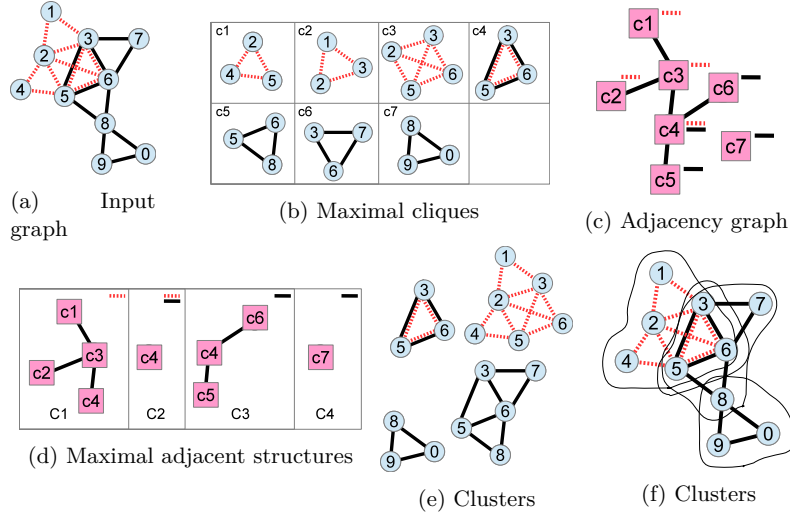 1
3
7
2
6
4
5
8
9
0
(a) Input
graph
c1
2
4
5
c2
1
2
3
c3
3
2
5
6
c4
3
5
6
c5
6
5
8
c6
3
7
6
c7
8
9
0
(b) Maximal cliques
c1
c3
c2
c6
c4
c7
c5
(c) Adjacency graph
c1
c3
c2
c4
C1
c4
C2
c6
c4
c5
C3
c7
C4
(d) Maximal adjacent structures
3
5
6
1
3
2
4
5
6
3
7
6
5
8
8
9
0
(e) Clusters
1
3
7
2
6
4
5
8
9
0
(f) Clusters